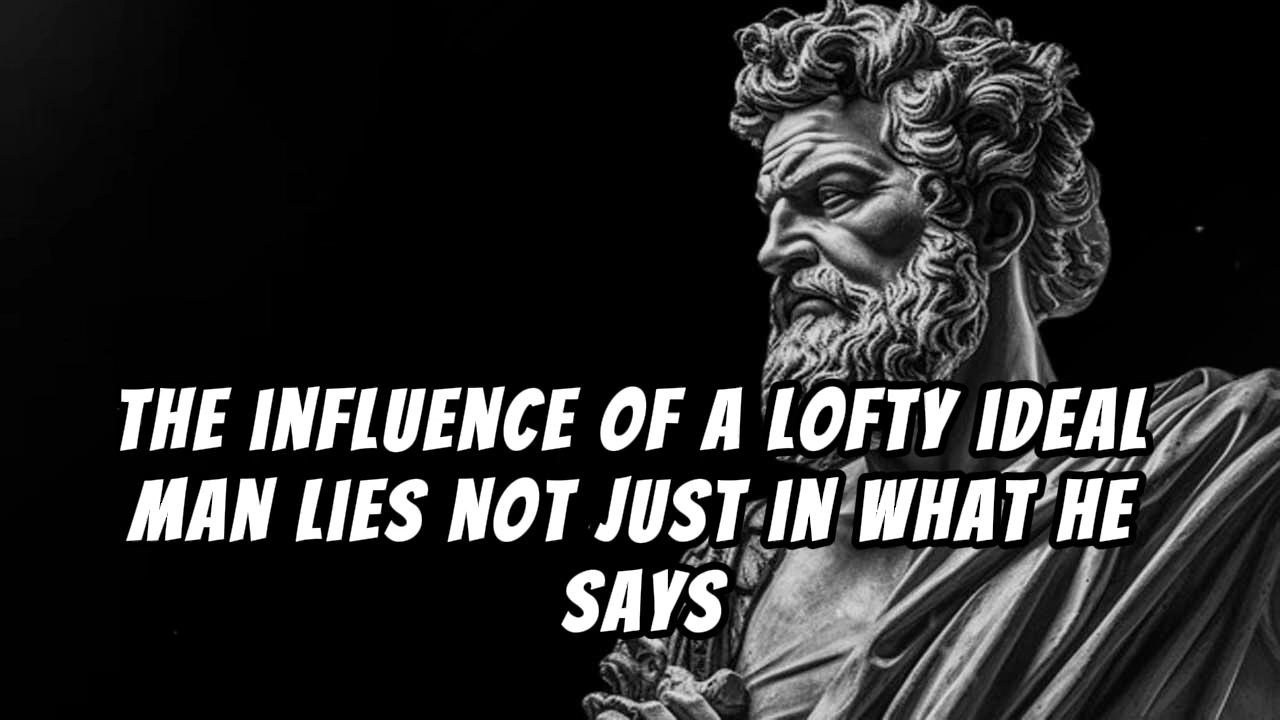 THE INFLUENCE OF A LOFTY IDEAL
MAN LIES NOT JUST IN WHAT HE
SAYS